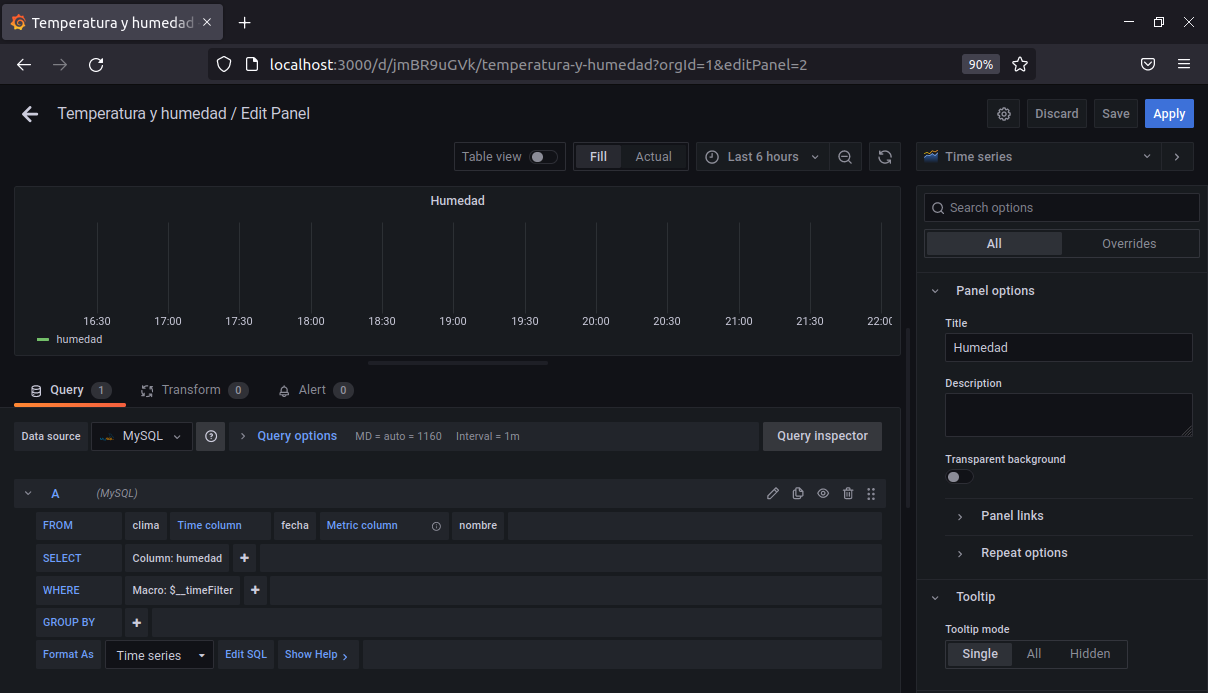 Temperatura y humedad
localhost:3000/d/jmBR9uGVk/temperatura-y-humedad?orgId=1&editPanel=2
90%
Temperatura y humedad / Edit Panel
Discard
Save
Apply
Table view
Fill
Actual
Last 6 hours
Time series
Humedad
16:30 17:00 17:30 18:00 18:30 19:00 19:30 20:00 20:30 21:00 21:30 22:00
humedad
Query 1
Transform 0
Alert 0
Data source
MySQL
Query options
MD = auto = 1160
Interval = 1m
Query inspector
A
(MySQL)
FROM clima Time column fecha Metric column nombre
SELECT Column: humedad +
WHERE Macro: $__timeFilter +
GROUP BY +
Format As Time series Edit SQL Show Help
Search options
All
Overrides
Panel options
Title
Humedad
Description
Transparent background
Panel links
Repeat options
Tooltip
Tooltip mode
Single
All
Hidden